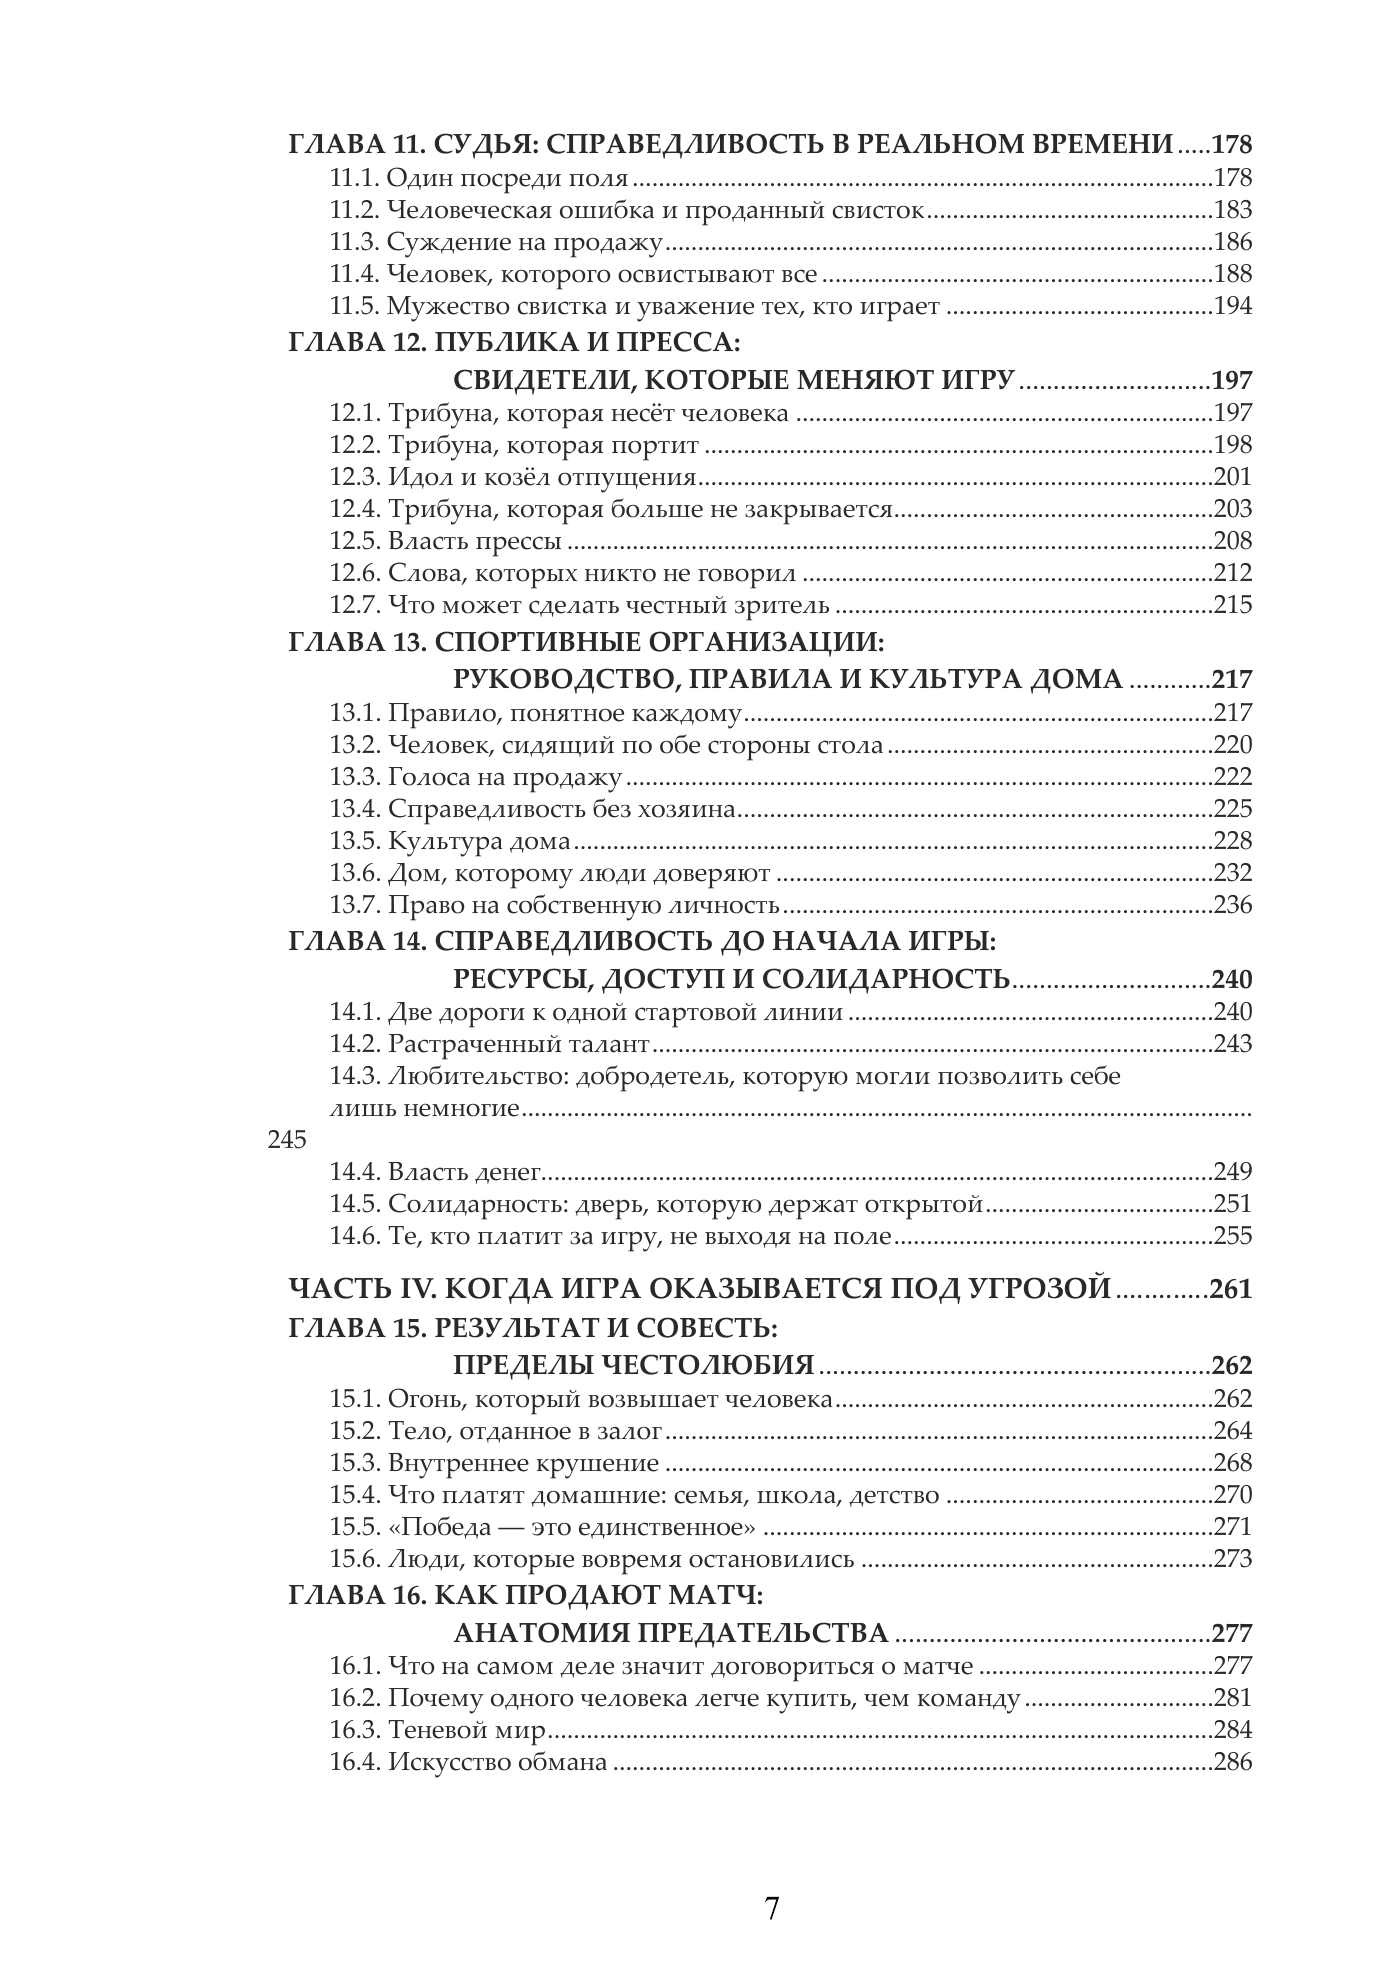 ГЛАВА 11. СУДЬЯ: СПРАВЕДЛИВОСТЬ В РЕАЛЬНОМ ВРЕМЕНИ.....178
11.1. Один посреди поля.....178
11.2. Человеческая ошибка и проданный свисток.....183
11.3. Суждение на продажу.....186
11.4. Человек, которого освистывают все.....188
11.5. Мужество свистка и уважение тех, кто играет.....194
ГЛАВА 12. ПУБЛИКА И ПРЕССА:
СВИДЕТЕЛИ, КОТОРЫЕ МЕНЯЮТ ИГРУ.....197
12.1. Трибуна, которая несёт человека.....197
12.2. Трибуна, которая портит.....198
12.3. Идол и козёл отпущения.....201
12.4. Трибуна, которая больше не закрывается.....203
12.5. Власть прессы.....208
12.6. Слова, которых никто не говорил.....212
12.7. Что может сделать честный зритель.....215
ГЛАВА 13. СПОРТИВНЫЕ ОРГАНИЗАЦИИ:
РУКОВОДСТВО, ПРАВИЛА И КУЛЬТУРА ДОМА.....217
13.1. Правило, понятное каждому.....217
13.2. Человек, сидящий по обе стороны стола.....220
13.3. Голоса на продажу.....222
13.4. Справедливость без хозяина.....225
13.5. Культура дома.....228
13.6. Дом, которому люди доверяют.....232
13.7. Право на собственную личность.....236
ГЛАВА 14. СПРАВЕДЛИВОСТЬ ДО НАЧАЛА ИГРЫ:
РЕСУРСЫ, ДОСТУП И СОЛИДАРНОСТЬ.....240
14.1. Две дороги к одной стартовой линии.....240
14.2. Растраченный талант.....243
14.3. Любительство: добродетель, которую могли позволить себе
лишь немногие.....
245
14.4. Власть денег.....249
14.5. Солидарность: дверь, которую держат открытой.....251
14.6. Те, кто платит за игру, не выходя на поле.....255
ЧАСТЬ IV. КОГДА ИГРА ОКАЗЫВАЕТСЯ ПОД УГРОЗОЙ.....261
ГЛАВА 15. РЕЗУЛЬТАТ И СОВЕСТЬ:
ПРЕДЕЛЫ ЧЕСТОЛЮБИЯ.....262
15.1. Огонь, который возвышает человека.....262
15.2. Тело, отданное в залог.....264
15.3. Внутреннее крушение.....268
15.4. Что платят домашние: семья, школа, детство.....270
15.5. «Победа — это единственное».....271
15.6. Люди, которые вовремя остановились.....273
ГЛАВА 16. КАК ПРОДАЮТ МАТЧ:
АНАТОМИЯ ПРЕДАТЕЛЬСТВА.....277
16.1. Что на самом деле значит договориться о матче.....277
16.2. Почему одного человека легче купить, чем команду.....281
16.3. Теневой мир.....284
16.4. Искусство обмана.....286
7